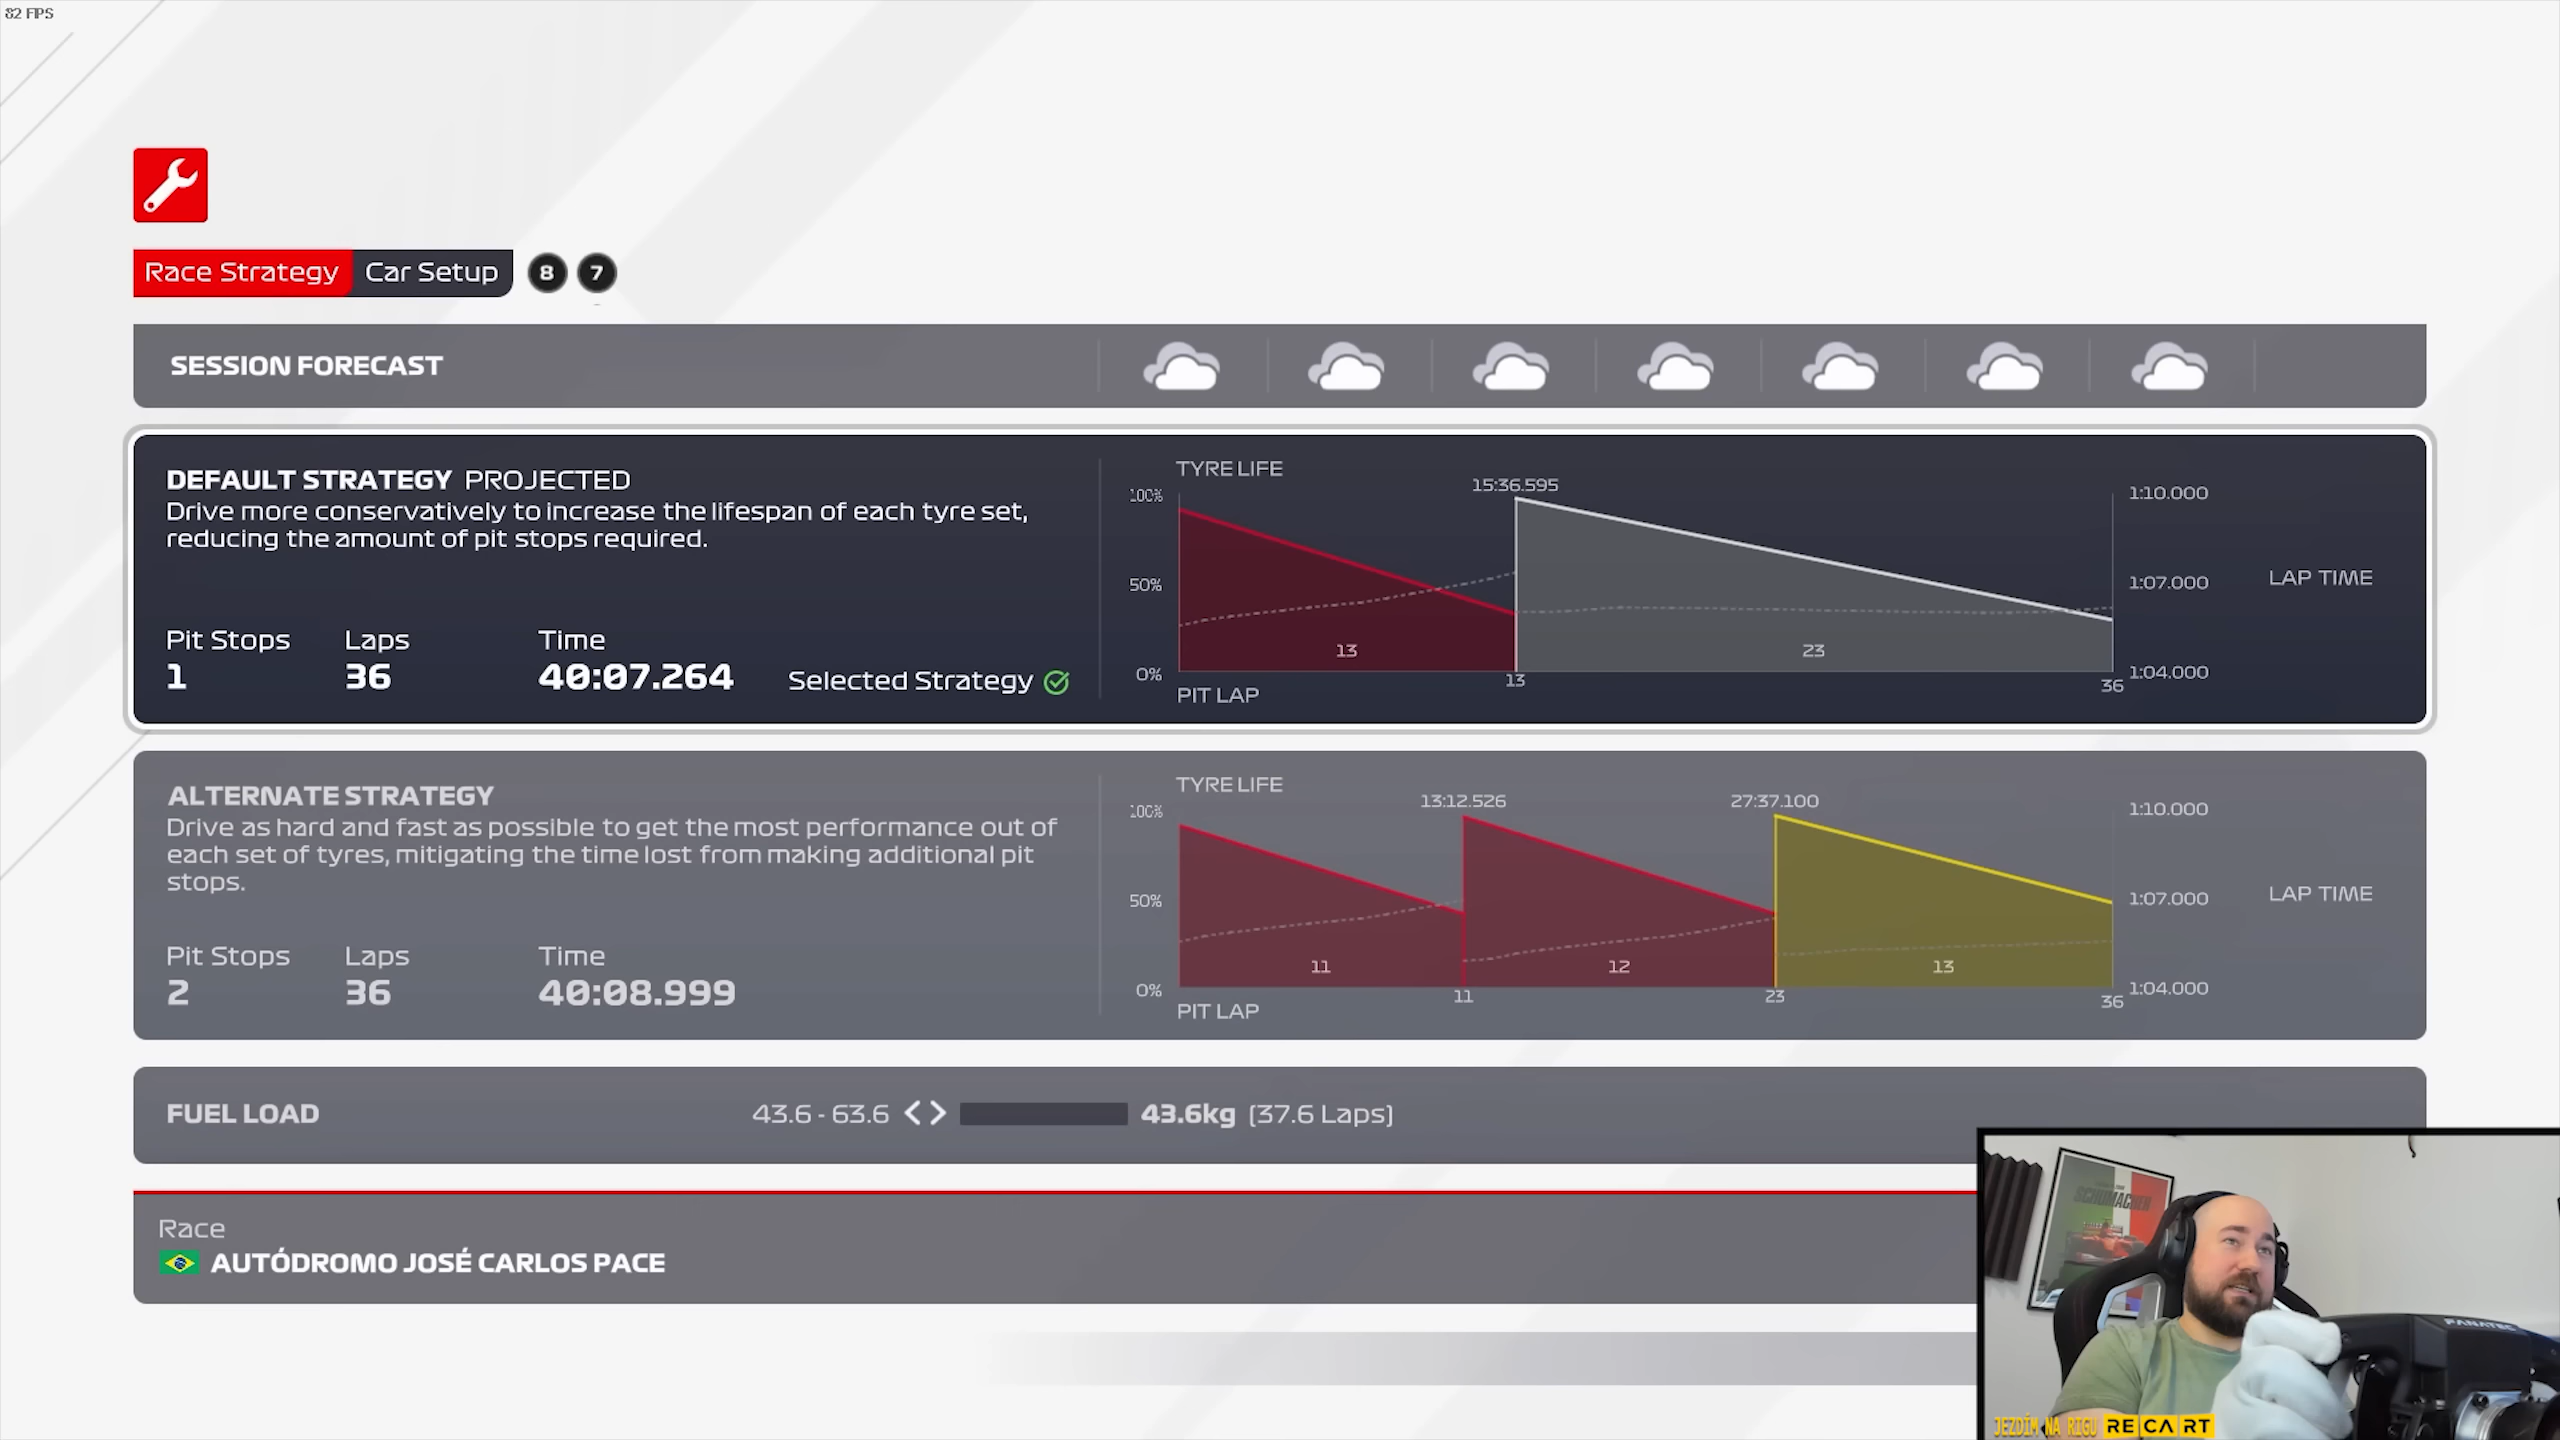 82 FPS
Race Strategy
Car Setup
8
7
SESSION FORECAST
DEFAULT STRATEGY PROJECTED
Drive more conservatively to increase the lifespan of each tyre set,
reducing the amount of pit stops required.
Pit Stops
Laps
Time
1
36
40:07.264
Selected Strategy
TYRE LIFE
15:36.595
100%
50%
0%
13
23
13
36
PIT LAP
1:10.000
1:07.000
1:04.000
LAP TIME
ALTERNATE STRATEGY
Drive as hard and fast as possible to get the most performance out of
each set of tyres, mitigating the time lost from making additional pit
stops.
Pit Stops
Laps
Time
2
36
40:08.999
TYRE LIFE
13:12.526
27:37.100
100%
50%
0%
11
12
13
11
23
36
PIT LAP
1:10.000
1:07.000
1:04.000
LAP TIME
FUEL LOAD
43.6 - 63.6
43.6kg [37.6 Laps]
Race
AUTÓDROMO JOSÉ CARLOS PACE
SCHUMACHER
FANATEC
JEZDÍM NA RIGU RECART